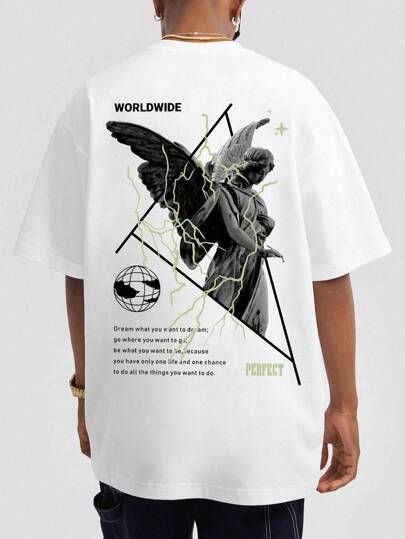 WORLDWIDE
Dream what you want to dream;
go where you want to go;
be what you want to be, because
you have only one life and one chance
to do all the things you want to do.
PERFECT